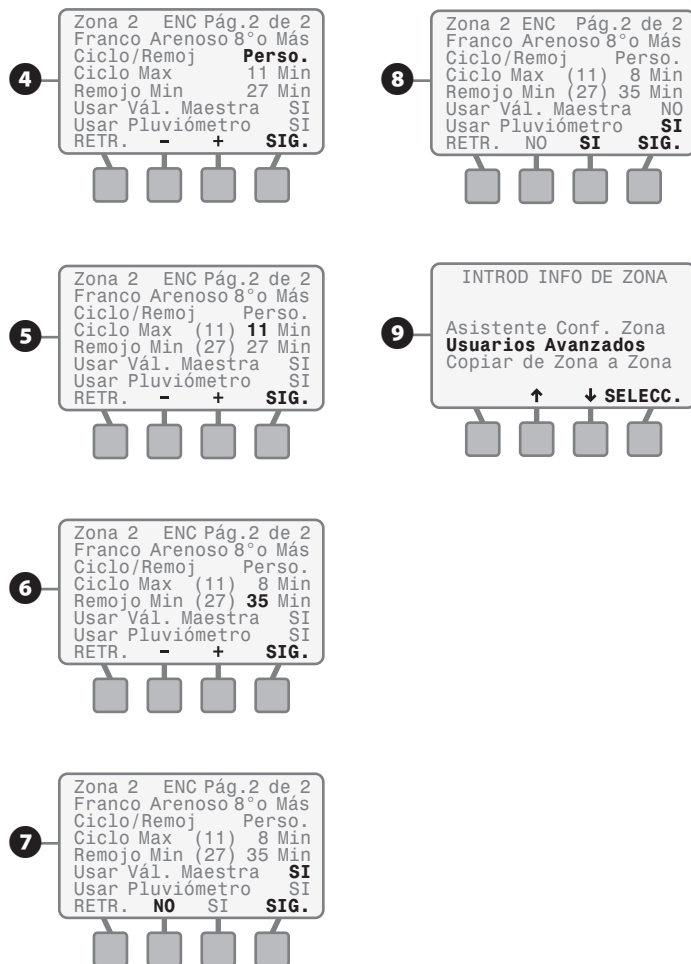 4
Zona 2 ENC Pág.2 de 2
Franco Arenoso 8°o Más
Ciclo/Remoj Perso.
Ciclo Max 11 Min
Remojo Min 27 Min
Usar Vál. Maestra SI
Usar Pluviómetro SI
RETR. - + SIG.
5
Zona 2 ENC Pág.2 de 2
Franco Arenoso 8°o Más
Ciclo/Remoj Perso.
Ciclo Max (11) 11 Min
Remojo Min (27) 27 Min
Usar Vál. Maestra SI
Usar Pluviómetro SI
RETR. - + SIG.
6
Zona 2 ENC Pág.2 de 2
Franco Arenoso 8°o Más
Ciclo/Remoj Perso.
Ciclo Max (11) 8 Min
Remojo Min (27) 35 Min
Usar Vál. Maestra SI
Usar Pluviómetro SI
RETR. - + SIG.
7
Zona 2 ENC Pág.2 de 2
Franco Arenoso 8°o Más
Ciclo/Remoj Perso.
Ciclo Max (11) 8 Min
Remojo Min (27) 35 Min
Usar Vál. Maestra SI
Usar Pluviómetro SI
RETR. NO SI SIG.
8
Zona 2 ENC Pág.2 de 2
Franco Arenoso 8°o Más
Ciclo/Remoj Perso.
Ciclo Max (11) 8 Min
Remojo Min (27) 35 Min
Usar Vál. Maestra NO
Usar Pluviómetro SI
RETR. NO SI SIG.
9
INTROD INFO DE ZONA
Asistente Conf. Zona
Usuarios Avanzados
Copiar de Zona a Zona
↑ ↓ SELECC.